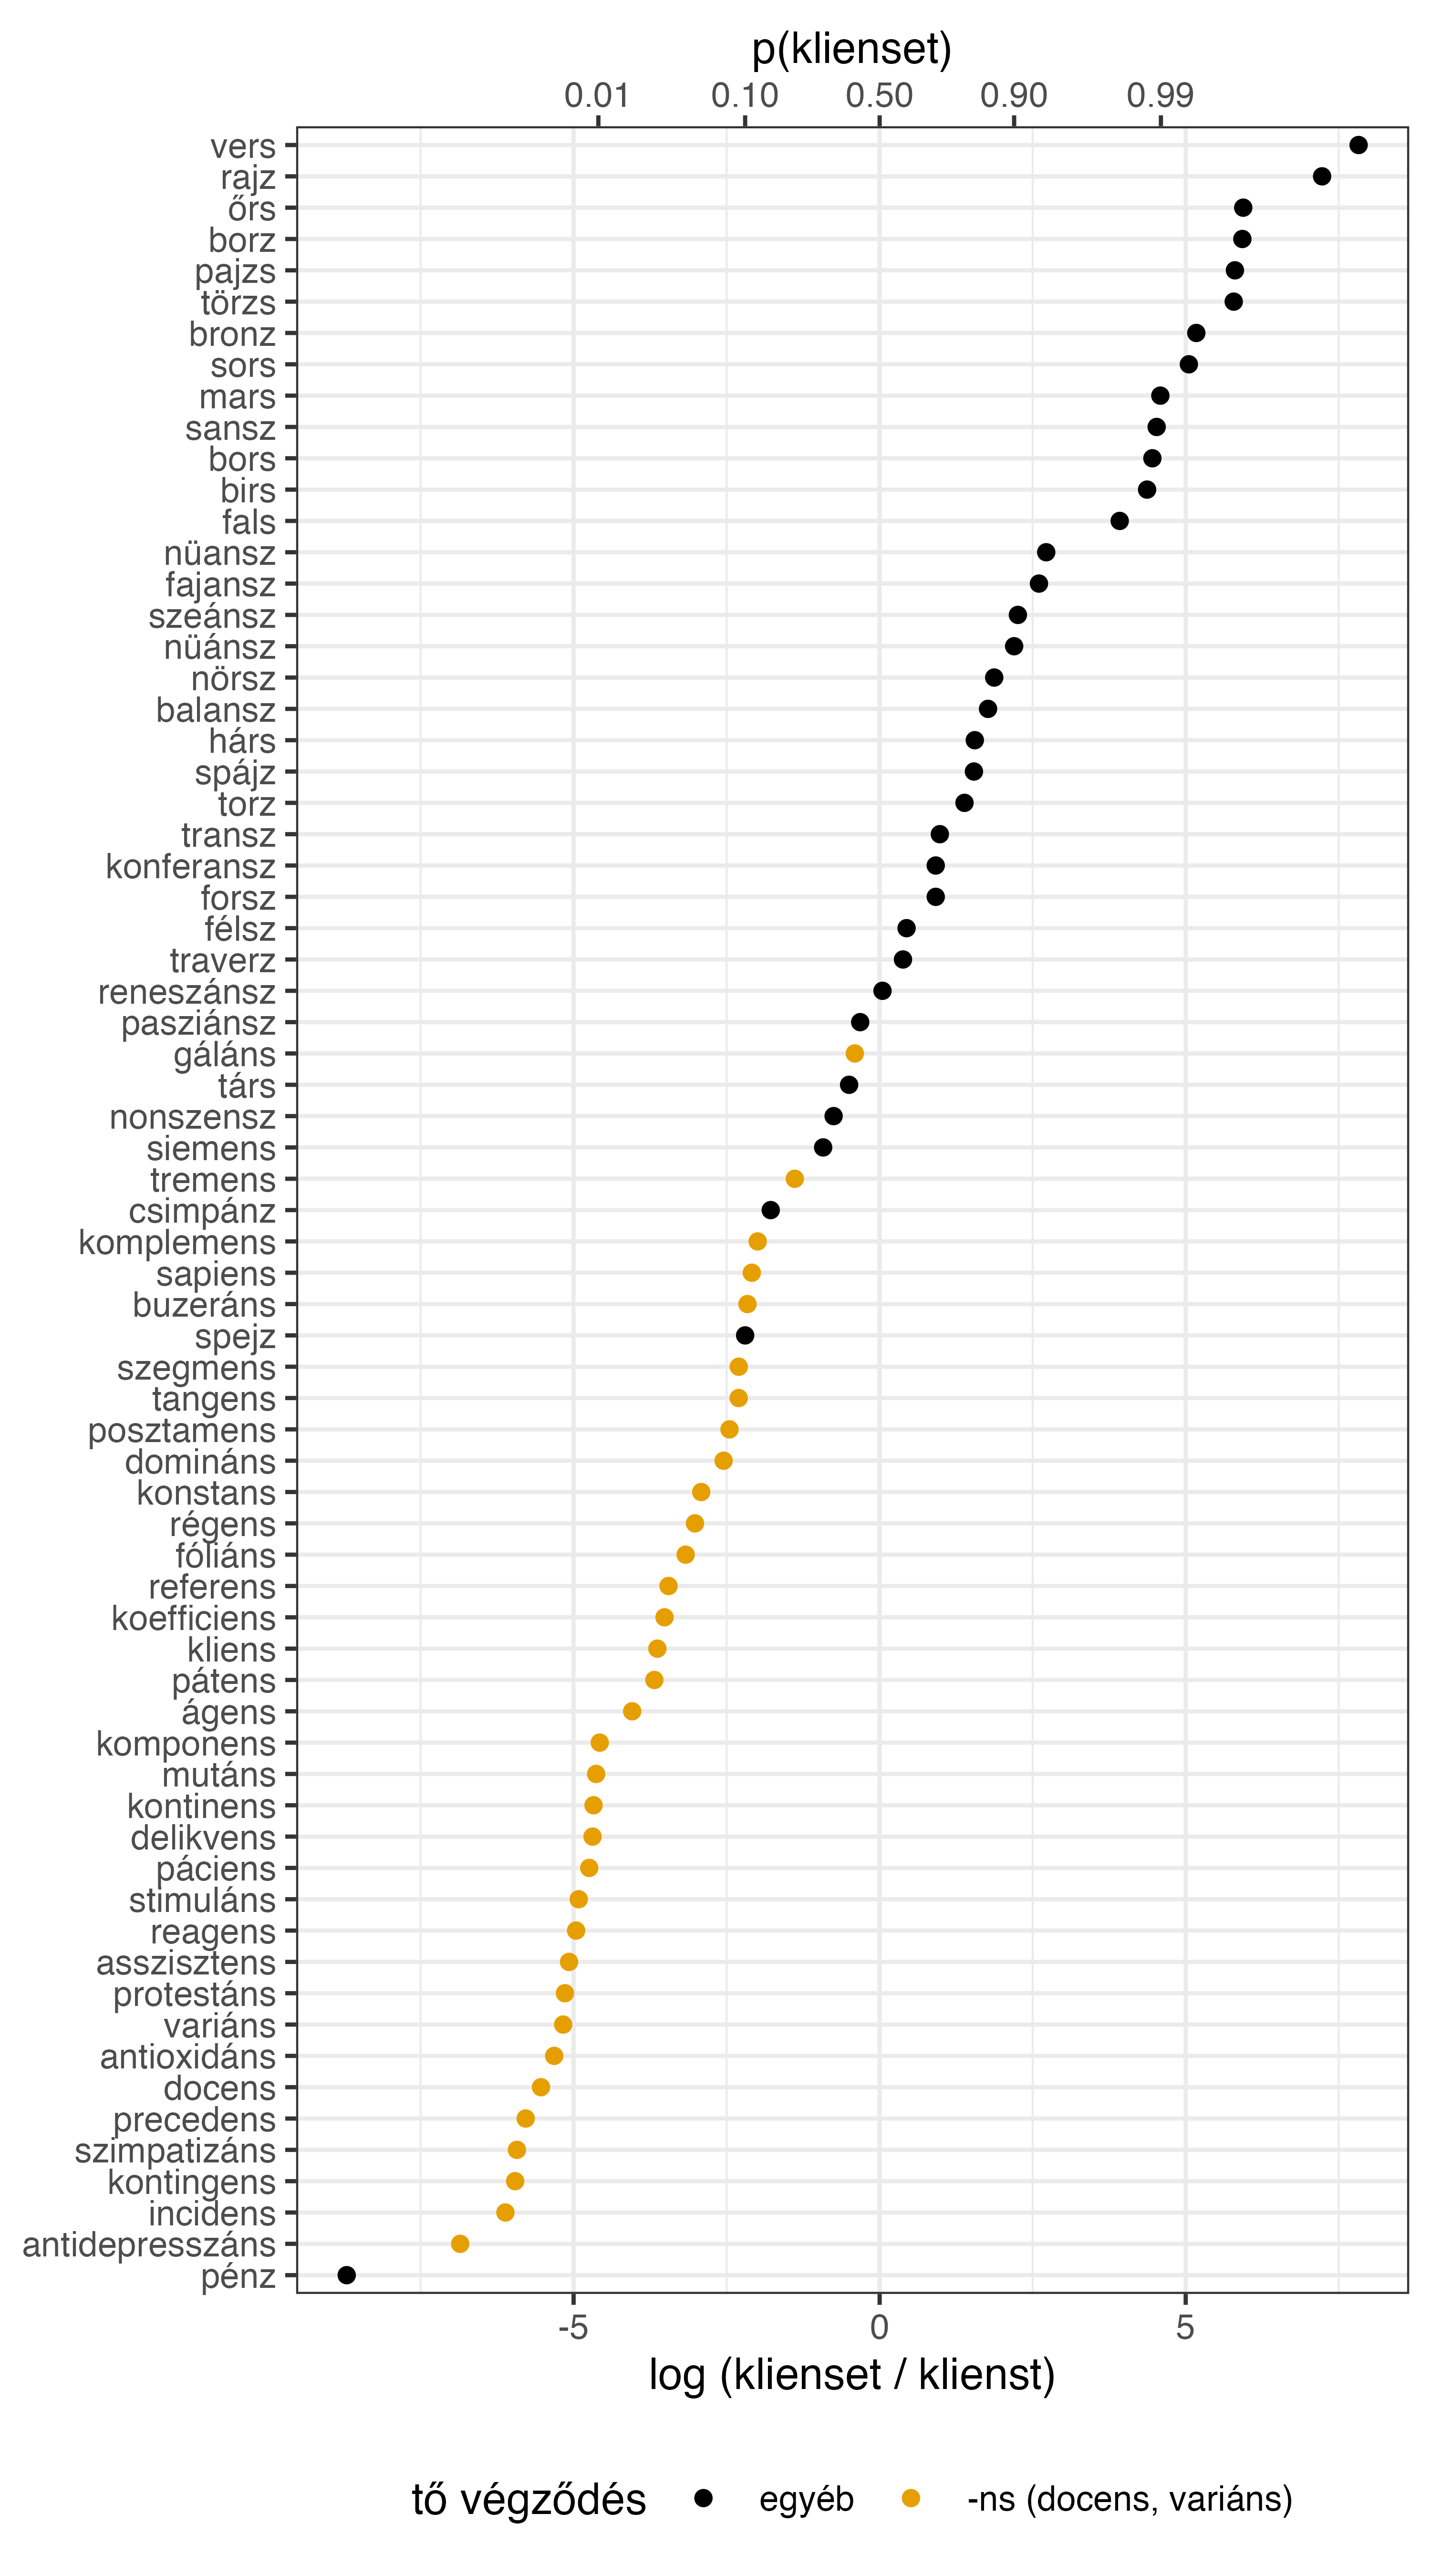 p(klienset)
0.01 0.10 0.50 0.90 0.99
vers
rajz
őrs
borz
pajzs
törzs
bronz
sors
mars
sansz
bors
birs
fals
nüansz
fajansz
szeánsz
nüánsz
nörsz
balansz
hárs
spájz
torz
transz
konferansz
forsz
félsz
traverz
reneszánsz
pasziánsz
gáláns
társ
nonszensz
siemens
tremens
csimpánz
komplemens
sapiens
buzeráns
spejz
szegmens
tangens
posztamens
domináns
konstans
régens
fóliáns
referens
koefficiens
kliens
pátens
ágens
komponens
mutáns
kontinens
delikvens
páciens
stimuláns
reagens
asszisztens
protestáns
variáns
antioxidáns
docens
precedens
szimpatizáns
kontingens
incidens
antidepresszáns
pénz
-5 0 5
log (klienset / klienst)
tő végződés egyéb -ns (docens, variáns)